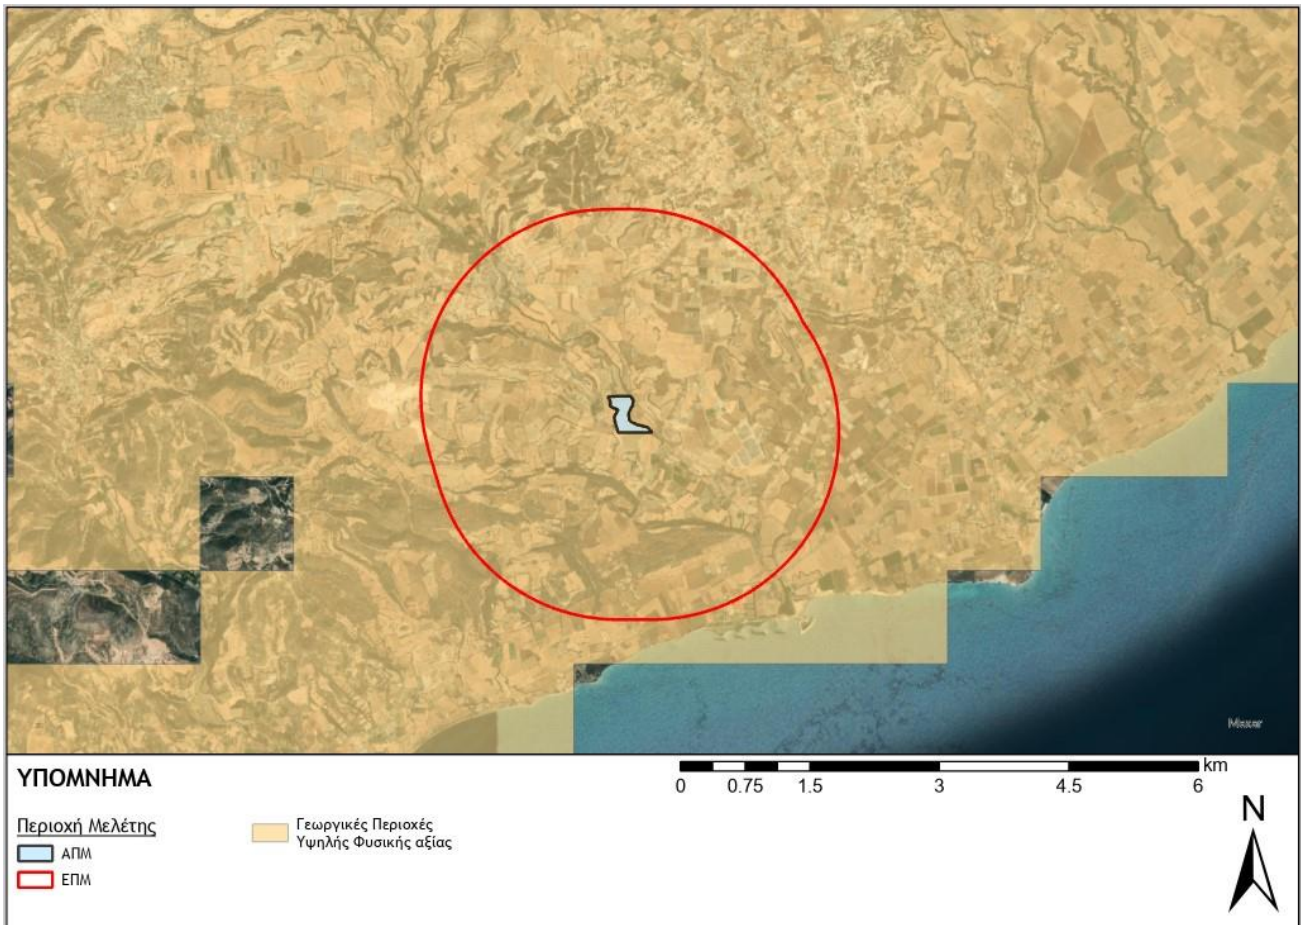 Maxar
ΥΠΟΜΝΗΜΑ
Περιοχή Μελέτης
ΑΠΜ
ΕΠΜ
Γεωργικές Περιοχές
Υψηλής Φυσικής αξίας
km
0 0.75 1.5 3 4.5 6
N